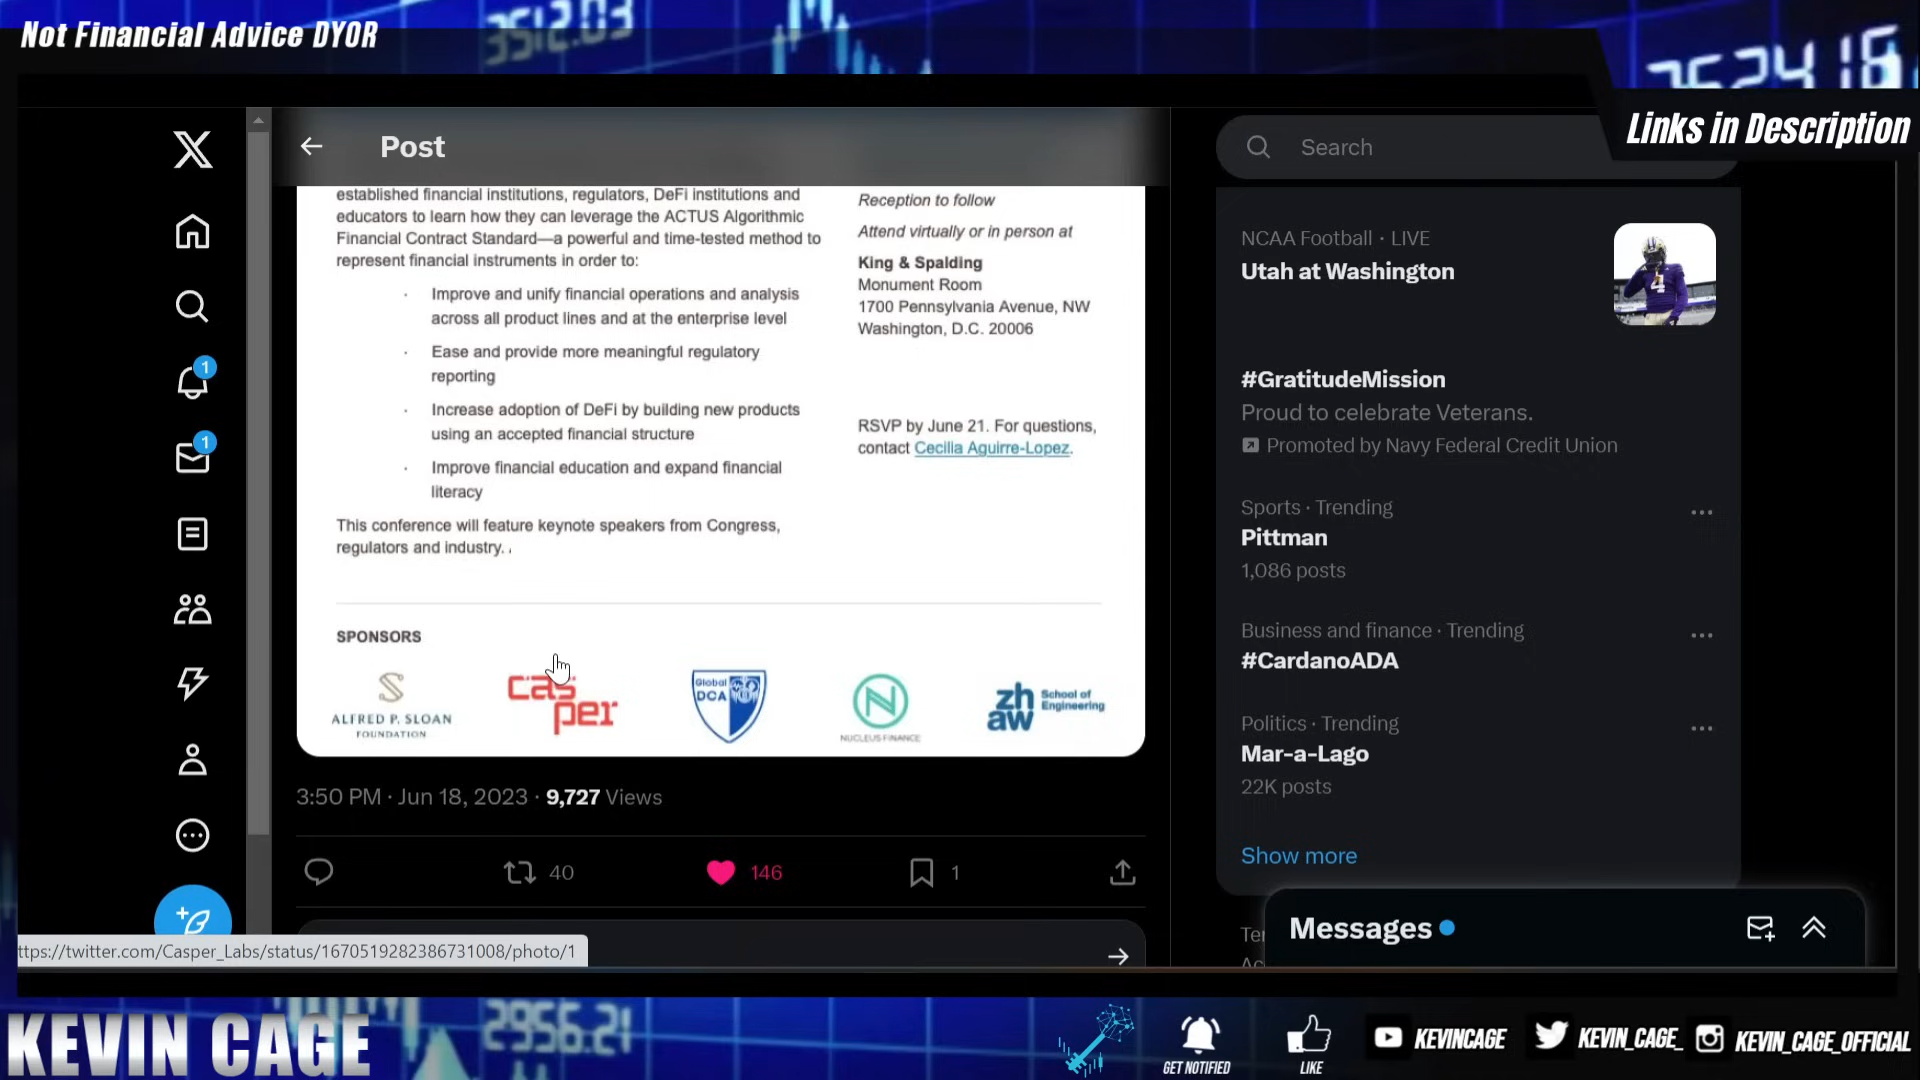 Not Financial Advice DYOR
3512.03
Links in Description
Post
Search
established financial institutions, regulators, DeFi institutions and
educators to learn how they can leverage the ACTUS Algorithmic
Financial Contract Standard—a powerful and time-tested method to
represent financial instruments in order to:
· Improve and unify financial operations and analysis
across all product lines and at the enterprise level
· Ease and provide more meaningful regulatory
reporting
· Increase adoption of DeFi by building new products
using an accepted financial structure
· Improve financial education and expand financial
literacy
This conference will feature keynote speakers from Congress,
regulators and industry. .
Reception to follow
Attend virtually or in person at
King & Spalding
Monument Room
1700 Pennsylvania Avenue, NW
Washington, D.C. 20006
RSVP by June 21. For questions,
contact Cecilia Aguirre-Lopez.
SPONSORS
ALFRED P. SLOAN
FOUNDATION
cas
per
Global
DCA
N
NUCLEUS FINANCE
zh
aw
School of
Engineering
3:50 PM · Jun 18, 2023 · 9,727 Views
40
146
1
1
1
NCAA Football · LIVE
Utah at Washington
#GratitudeMission
Proud to celebrate Veterans.
Promoted by Navy Federal Credit Union
Sports · Trending
Pittman
1,086 posts
Business and finance · Trending
#CardanoADA
Politics · Trending
Mar-a-Lago
22K posts
Show more
Messages
ttps://twitter.com/Casper_Labs/status/1670519282386731008/photo/1
KEVIN CAGE
2956.21
GET NOTIFIED
LIKE
KEVINCAGE
KEVIN_CAGE_
KEVIN_CAGE_OFFICIAL